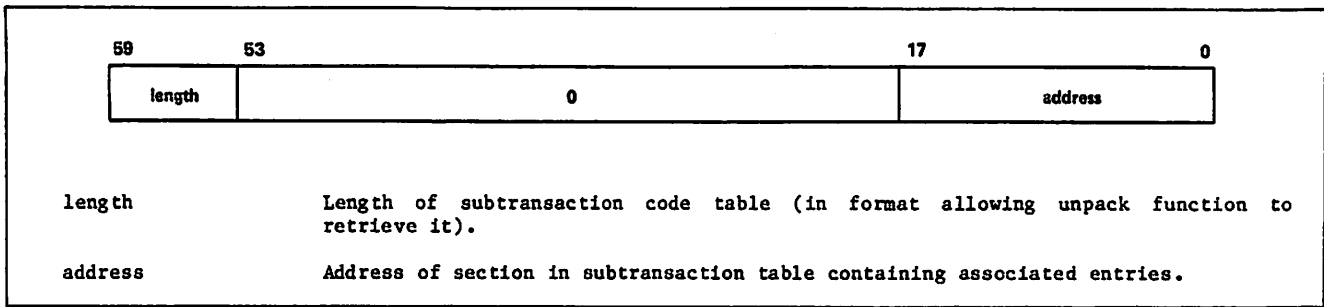 59 53 17 0
length 0 address
length Length of subtransaction code table (in format allowing unpack function to
retrieve it).
address Address of section in subtransaction table containing associated entries.